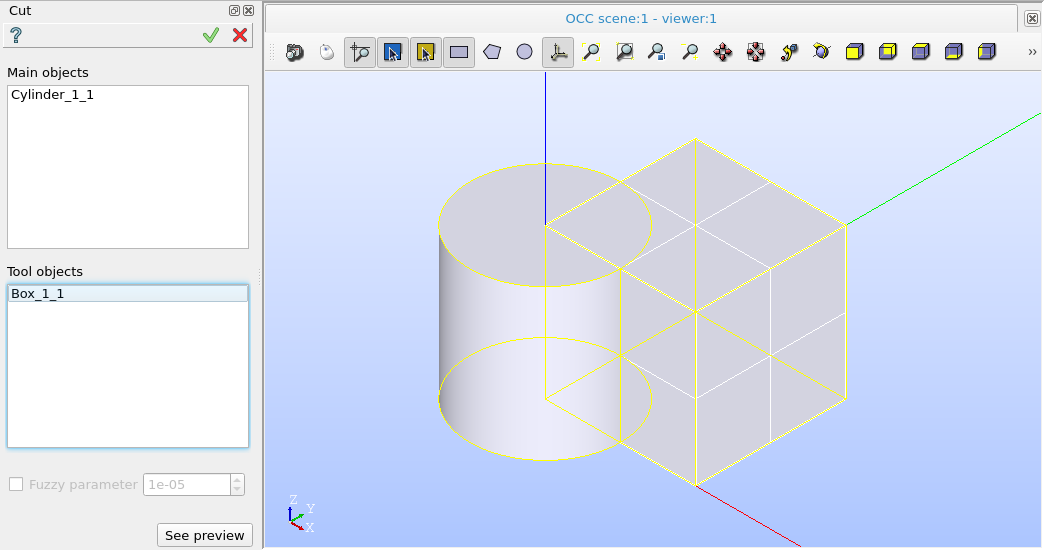 Cut
OCC scene:1 - viewer:1
?
»
Main objects
Cylinder_1_1
Tool objects
Box_1_1
Fuzzy parameter
1e-05
See preview
Z
Y
X